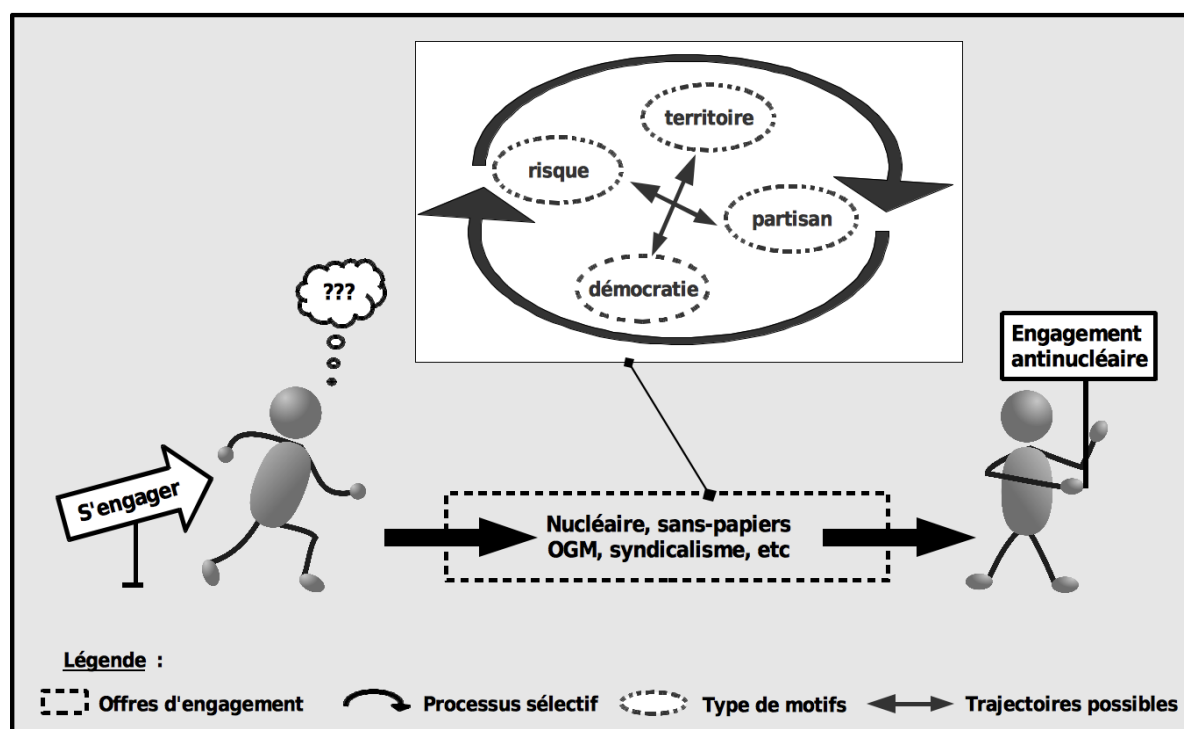 territoire
risque
partisan
démocratie
???
Engagement
antinucléaire
S'engager
Nucléaire, sans-papiers
OGM, syndicalisme, etc
Légende :
Offres d'engagement
Processus sélectif
Type de motifs
Trajectoires possibles